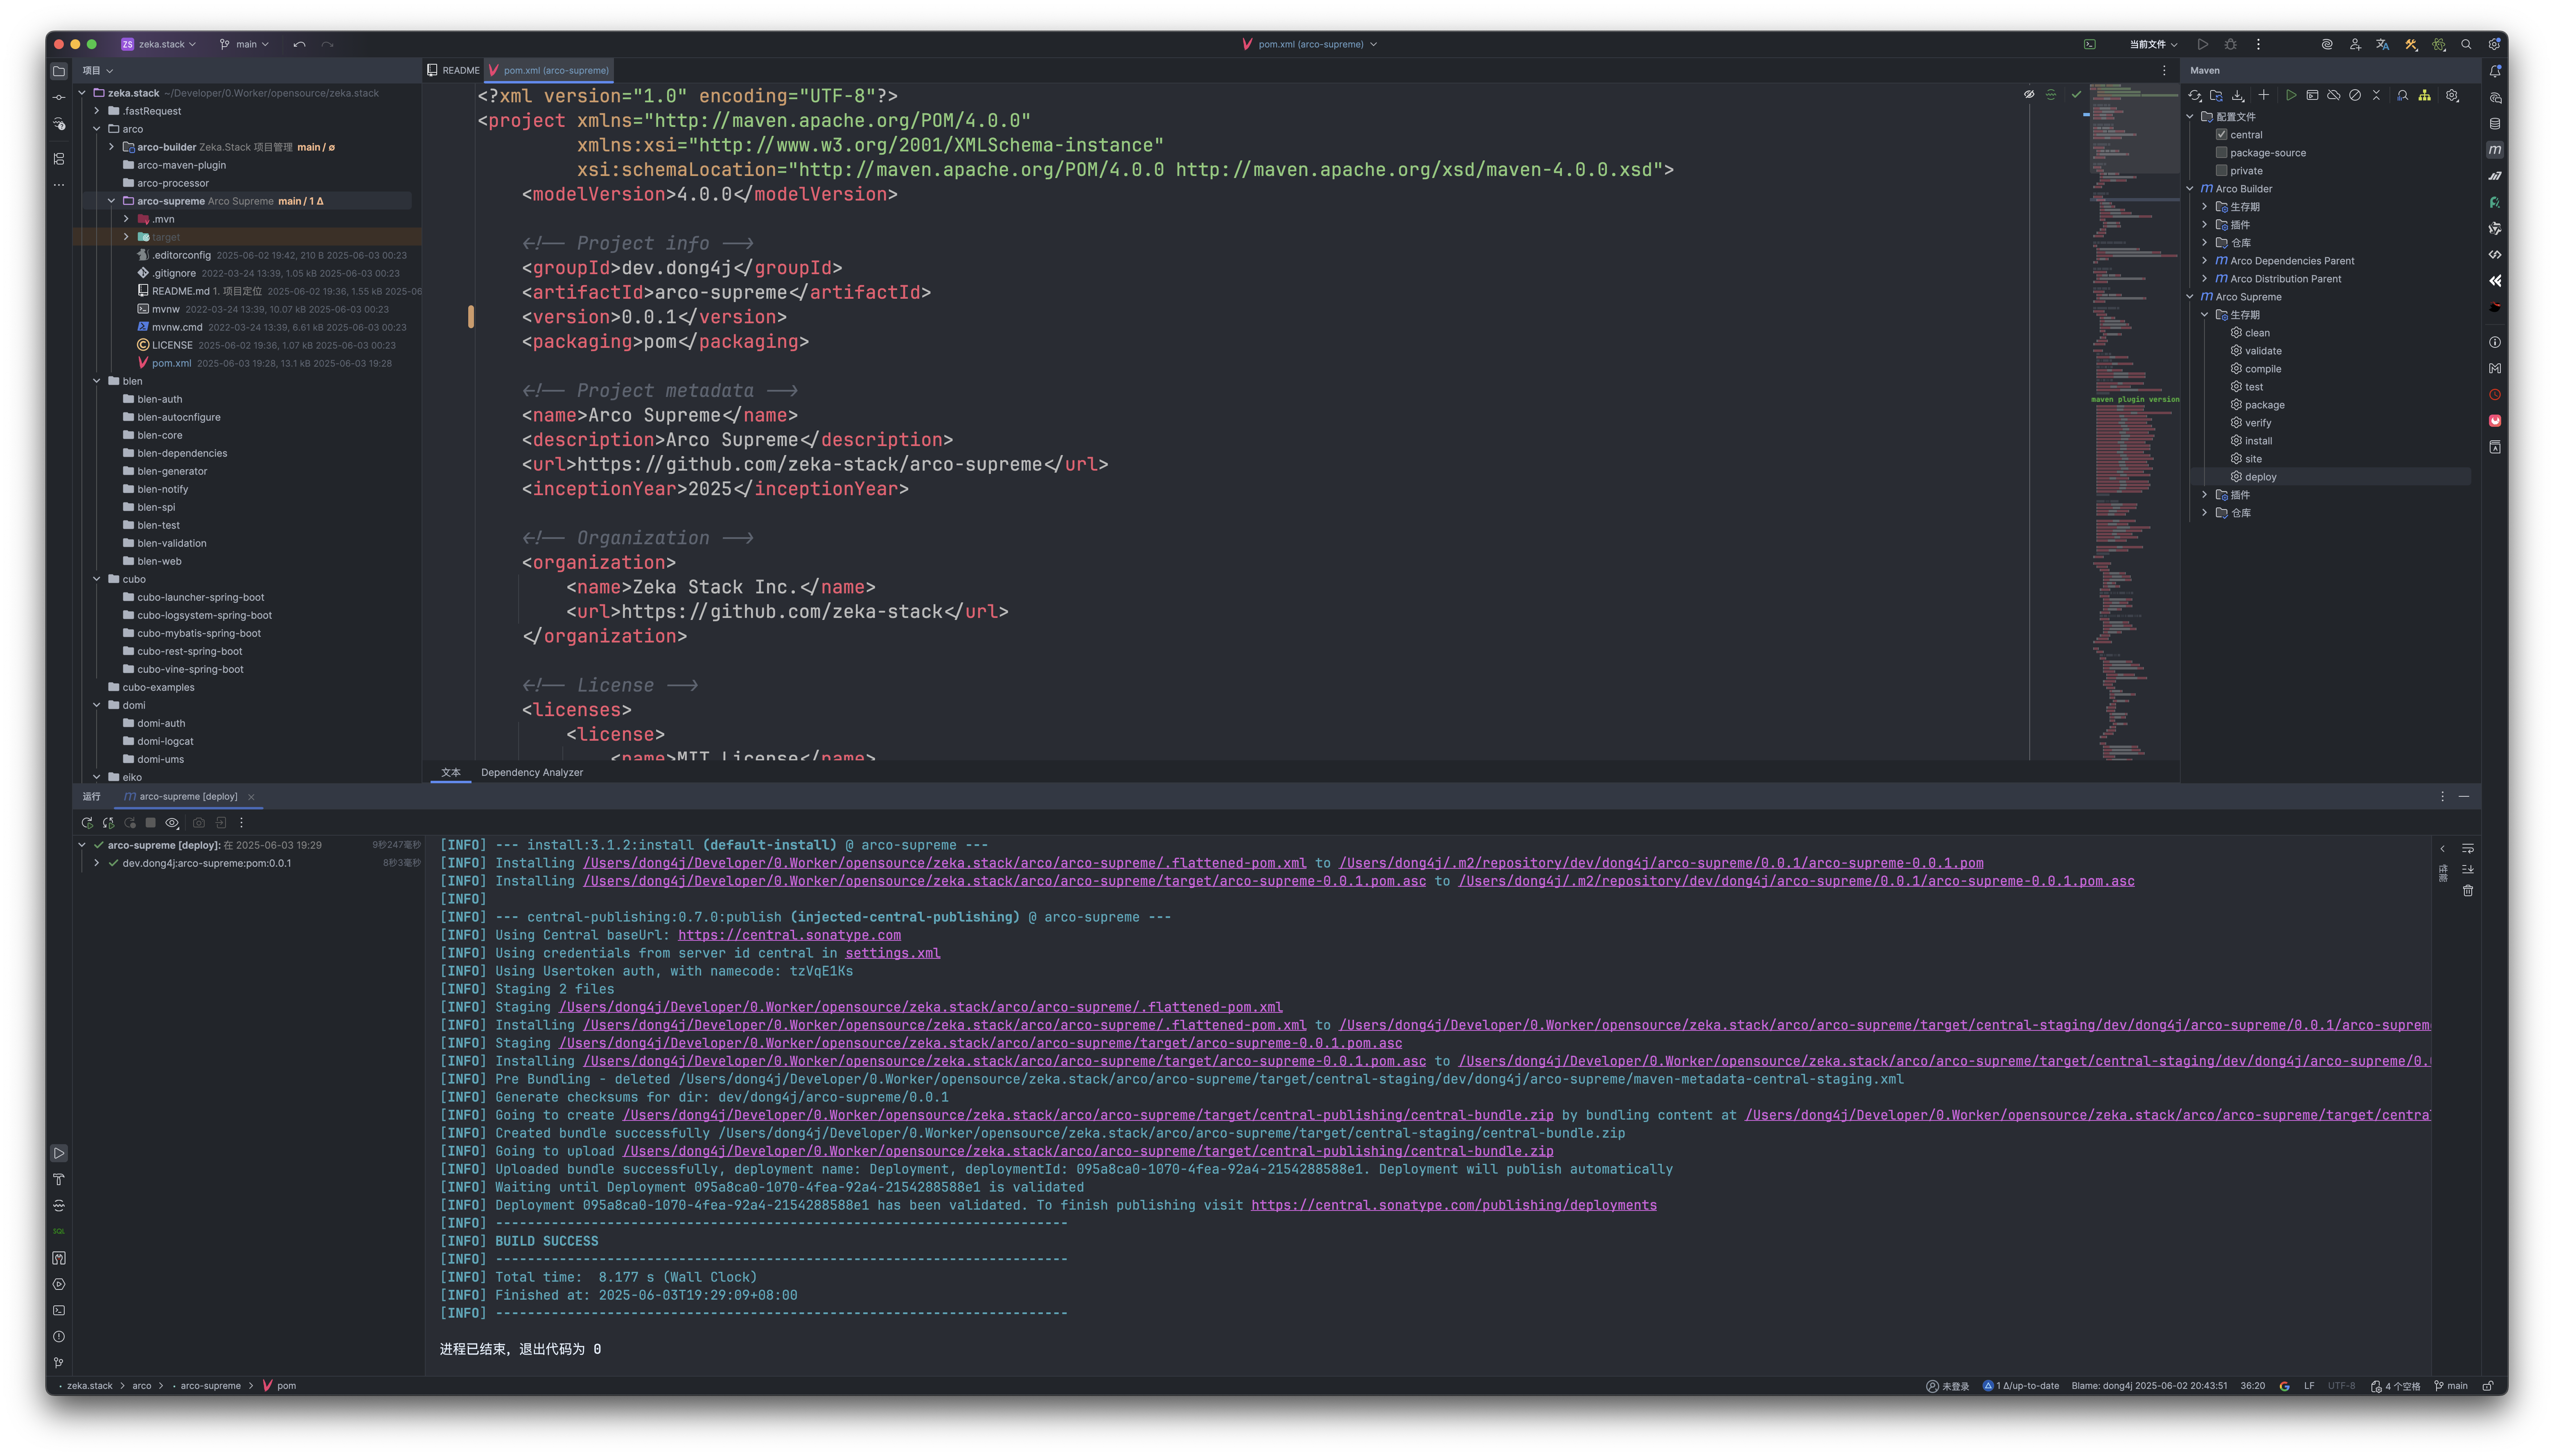 zeka.stack
main
pom.xml (arco-supreme)
当前文件
项目
README
pom.xml (arco-supreme)
Maven
zeka.stack ~/Developer/0.Worker/opensource/zeka.stack
.fastRequest
arco
arco-builder Zeka.Stack 项目管理 main / ø
arco-maven-plugin
arco-processor
arco-supreme Arco Supreme main / 1 Δ
.mvn
target
.editorconfig 2025-06-02 19:42, 210 B 2025-06-03 00:23
.gitignore 2022-03-24 13:39, 1.05 kB 2025-06-03 00:23
README.md 1. 项目定位 2025-06-02 19:36, 1.55 kB 2025-06
mvnw 2022-03-24 13:39, 10.07 kB 2025-06-03 00:23
mvnw.cmd 2022-03-24 13:39, 6.61 kB 2025-06-03 00:23
LICENSE 2025-06-02 19:36, 1.07 kB 2025-06-03 00:23
pom.xml 2025-06-03 19:28, 13.1 kB 2025-06-03 19:28
blen
blen-auth
blen-autocnfigure
blen-core
blen-dependencies
blen-generator
blen-notify
blen-spi
blen-test
blen-validation
blen-web
cubo
cubo-launcher-spring-boot
cubo-logsystem-spring-boot
cubo-mybatis-spring-boot
cubo-rest-spring-boot
cubo-vine-spring-boot
cubo-examples
domi
domi-auth
domi-logcat
domi-ums
eiko
<?xml version="1.0" encoding="UTF-8"?>
<project xmlns="http://maven.apache.org/POM/4.0.0"
xmlns:xsi="http://www.w3.org/2001/XMLSchema-instance"
xsi:schemaLocation="http://maven.apache.org/POM/4.0.0 http://maven.apache.org/xsd/maven-4.0.0.xsd">
<modelVersion>4.0.0</modelVersion>
<!-- Project info -->
<groupId>dev.dong4j</groupId>
<artifactId>arco-supreme</artifactId>
<version>0.0.1</version>
<packaging>pom</packaging>
<!-- Project metadata -->
<name>Arco Supreme</name>
<description>Arco Supreme</description>
<url>https://github.com/zeka-stack/arco-supreme</url>
<inceptionYear>2025</inceptionYear>
<!-- Organization -->
<organization>
<name>Zeka Stack Inc.</name>
<url>https://github.com/zeka-stack</url>
</organization>
<!-- License -->
<licenses>
<license>
<name>MIT License</name>
maven plugin version
文本
Dependency Analyzer
配置文件
central
package-source
private
Arco Builder
生存期
插件
仓库
Arco Dependencies Parent
Arco Distribution Parent
Arco Supreme
生存期
clean
validate
compile
test
package
verify
install
site
deploy
插件
仓库
运行
arco-supreme [deploy]
arco-supreme [deploy]: 在 2025-06-03 19:29 9秒247毫秒
dev.dong4j:arco-supreme:pom:0.0.1 8秒3毫秒
[INFO] --- install:3.1.2:install (default-install) @ arco-supreme ---
[INFO] Installing /Users/dong4j/Developer/0.Worker/opensource/zeka.stack/arco/arco-supreme/.flattened-pom.xml to /Users/dong4j/.m2/repository/dev/dong4j/arco-supreme/0.0.1/arco-supreme-0.0.1.pom
[INFO] Installing /Users/dong4j/Developer/0.Worker/opensource/zeka.stack/arco/arco-supreme/target/arco-supreme-0.0.1.pom.asc to /Users/dong4j/.m2/repository/dev/dong4j/arco-supreme/0.0.1/arco-supreme-0.0.1.pom.asc
[INFO]
[INFO] --- central-publishing:0.7.0:publish (injected-central-publishing) @ arco-supreme ---
[INFO] Using Central baseUrl: https://central.sonatype.com
[INFO] Using credentials from server id central in settings.xml
[INFO] Using Usertoken auth, with namecode: tzVqE1Ks
[INFO] Staging 2 files
[INFO] Staging /Users/dong4j/Developer/0.Worker/opensource/zeka.stack/arco/arco-supreme/.flattened-pom.xml
[INFO] Installing /Users/dong4j/Developer/0.Worker/opensource/zeka.stack/arco/arco-supreme/.flattened-pom.xml to /Users/dong4j/Developer/0.Worker/opensource/zeka.stack/arco/arco-supreme/target/central-staging/dev/dong4j/arco-supreme/0.0.1/arco-suprem
[INFO] Staging /Users/dong4j/Developer/0.Worker/opensource/zeka.stack/arco/arco-supreme/target/arco-supreme-0.0.1.pom.asc
[INFO] Installing /Users/dong4j/Developer/0.Worker/opensource/zeka.stack/arco/arco-supreme/target/arco-supreme-0.0.1.pom.asc to /Users/dong4j/Developer/0.Worker/opensource/zeka.stack/arco/arco-supreme/target/central-staging/dev/dong4j/arco-supreme/0.
[INFO] Pre Bundling - deleted /Users/dong4j/Developer/0.Worker/opensource/zeka.stack/arco/arco-supreme/target/central-staging/dev/dong4j/arco-supreme/maven-metadata-central-staging.xml
[INFO] Generate checksums for dir: dev/dong4j/arco-supreme/0.0.1
[INFO] Going to create /Users/dong4j/Developer/0.Worker/opensource/zeka.stack/arco/arco-supreme/target/central-publishing/central-bundle.zip by bundling content at /Users/dong4j/Developer/0.Worker/opensource/zeka.stack/arco/arco-supreme/target/central
[INFO] Created bundle successfully /Users/dong4j/Developer/0.Worker/opensource/zeka.stack/arco/arco-supreme/target/central-staging/central-bundle.zip
[INFO] Going to upload /Users/dong4j/Developer/0.Worker/opensource/zeka.stack/arco/arco-supreme/target/central-publishing/central-bundle.zip
[INFO] Uploaded bundle successfully, deployment name: Deployment, deploymentId: 095a8ca0-1070-4fea-92a4-2154288588e1. Deployment will publish automatically
[INFO] Waiting until Deployment 095a8ca0-1070-4fea-92a4-2154288588e1 is validated
[INFO] Deployment 095a8ca0-1070-4fea-92a4-2154288588e1 has been validated. To finish publishing visit https://central.sonatype.com/publishing/deployments
[INFO] ------------------------------------------------------------------------
[INFO] BUILD SUCCESS
[INFO] ------------------------------------------------------------------------
[INFO] Total time: 8.177 s (Wall Clock)
[INFO] Finished at: 2025-06-03T19:29:09+08:00
[INFO] ------------------------------------------------------------------------
进程已结束，退出代码为 0
zeka.stack > arco > arco-supreme > pom
未登录
1 Δ/up-to-date
Blame: dong4j 2025-06-02 20:43:51
36:20
LF
UTF-8
4 个空格
main